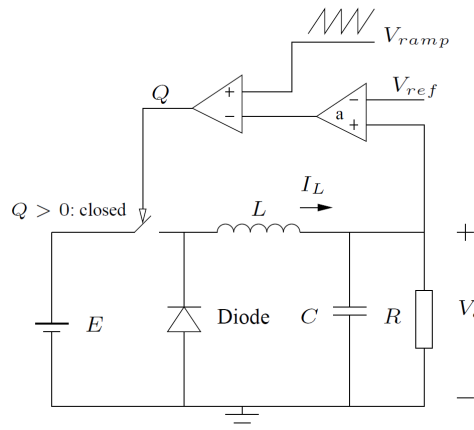 V_ramp
Q
V_ref
+
−
a
−
+
I_L
Q > 0: closed
L
+
E
Diode
C
R
−